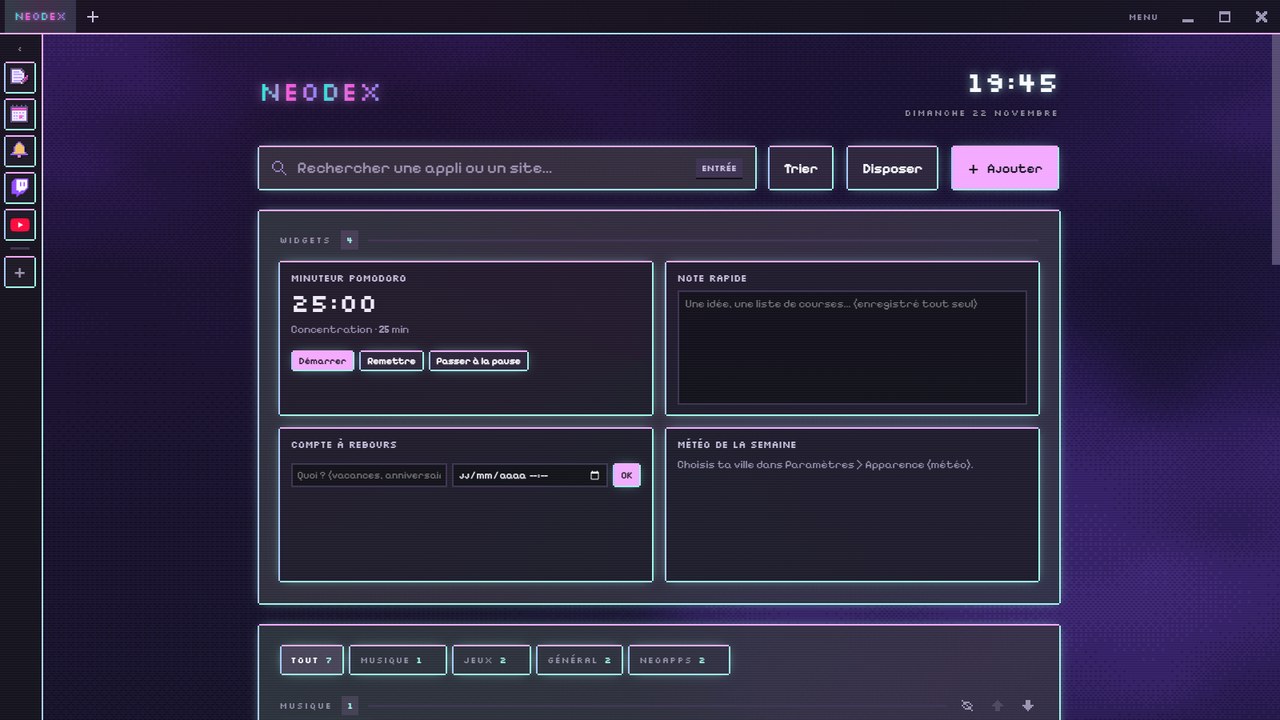 NEODEX
MENU
NEODEX
19:45
DIMANCHE 22 NOVEMBRE
Rechercher une appli ou un site...
ENTRÉE
Trier
Disposer
+ Ajouter
WIDGETS 4
MINUTEUR POMODORO
25:00
Concentration · 25 min
Démarrer
Remettre
Passer à la pause
NOTE RAPIDE
Une idée, une liste de courses... (enregistré tout seul)
COMPTE À REBOURS
Quoi ? (vacances, anniversai
jj/mm/aaaa --:--
OK
MÉTÉO DE LA SEMAINE
Choisis ta ville dans Paramètres > Apparence (météo).
TOUT 7
MUSIQUE 1
JEUX 2
GÉNÉRAL 2
NEOAPPS 2
MUSIQUE 1